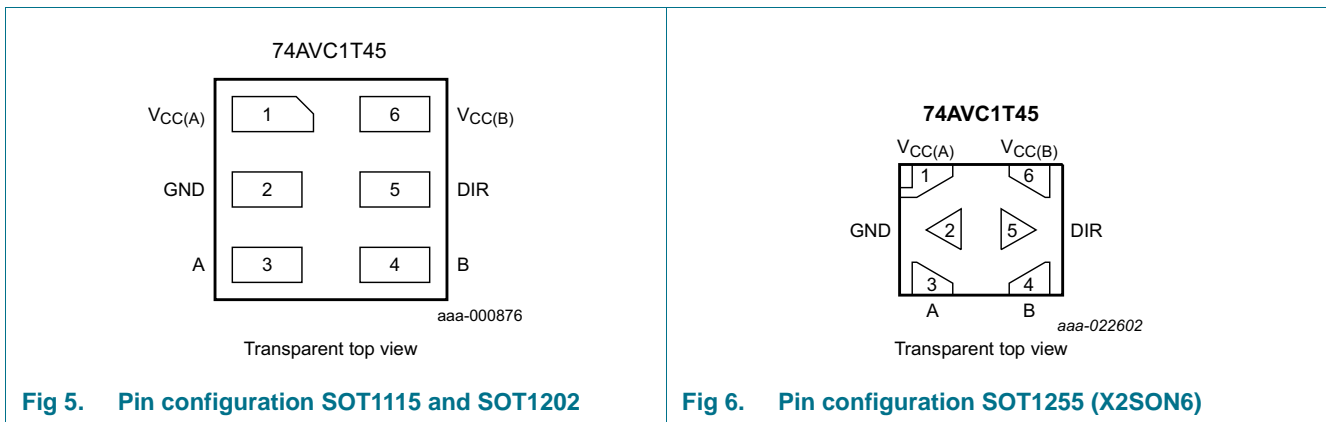 74AVC1T45
VCC(A) 1 6 VCC(B)
GND 2 5 DIR
A 3 4 B
aaa-000876
Transparent top view
Fig 5. Pin configuration SOT1115 and SOT1202
74AVC1T45
VCC(A) VCC(B)
1 6
GND 2 5 DIR
3 4
A B
aaa-022602
Transparent top view
Fig 6. Pin configuration SOT1255 (X2SON6)